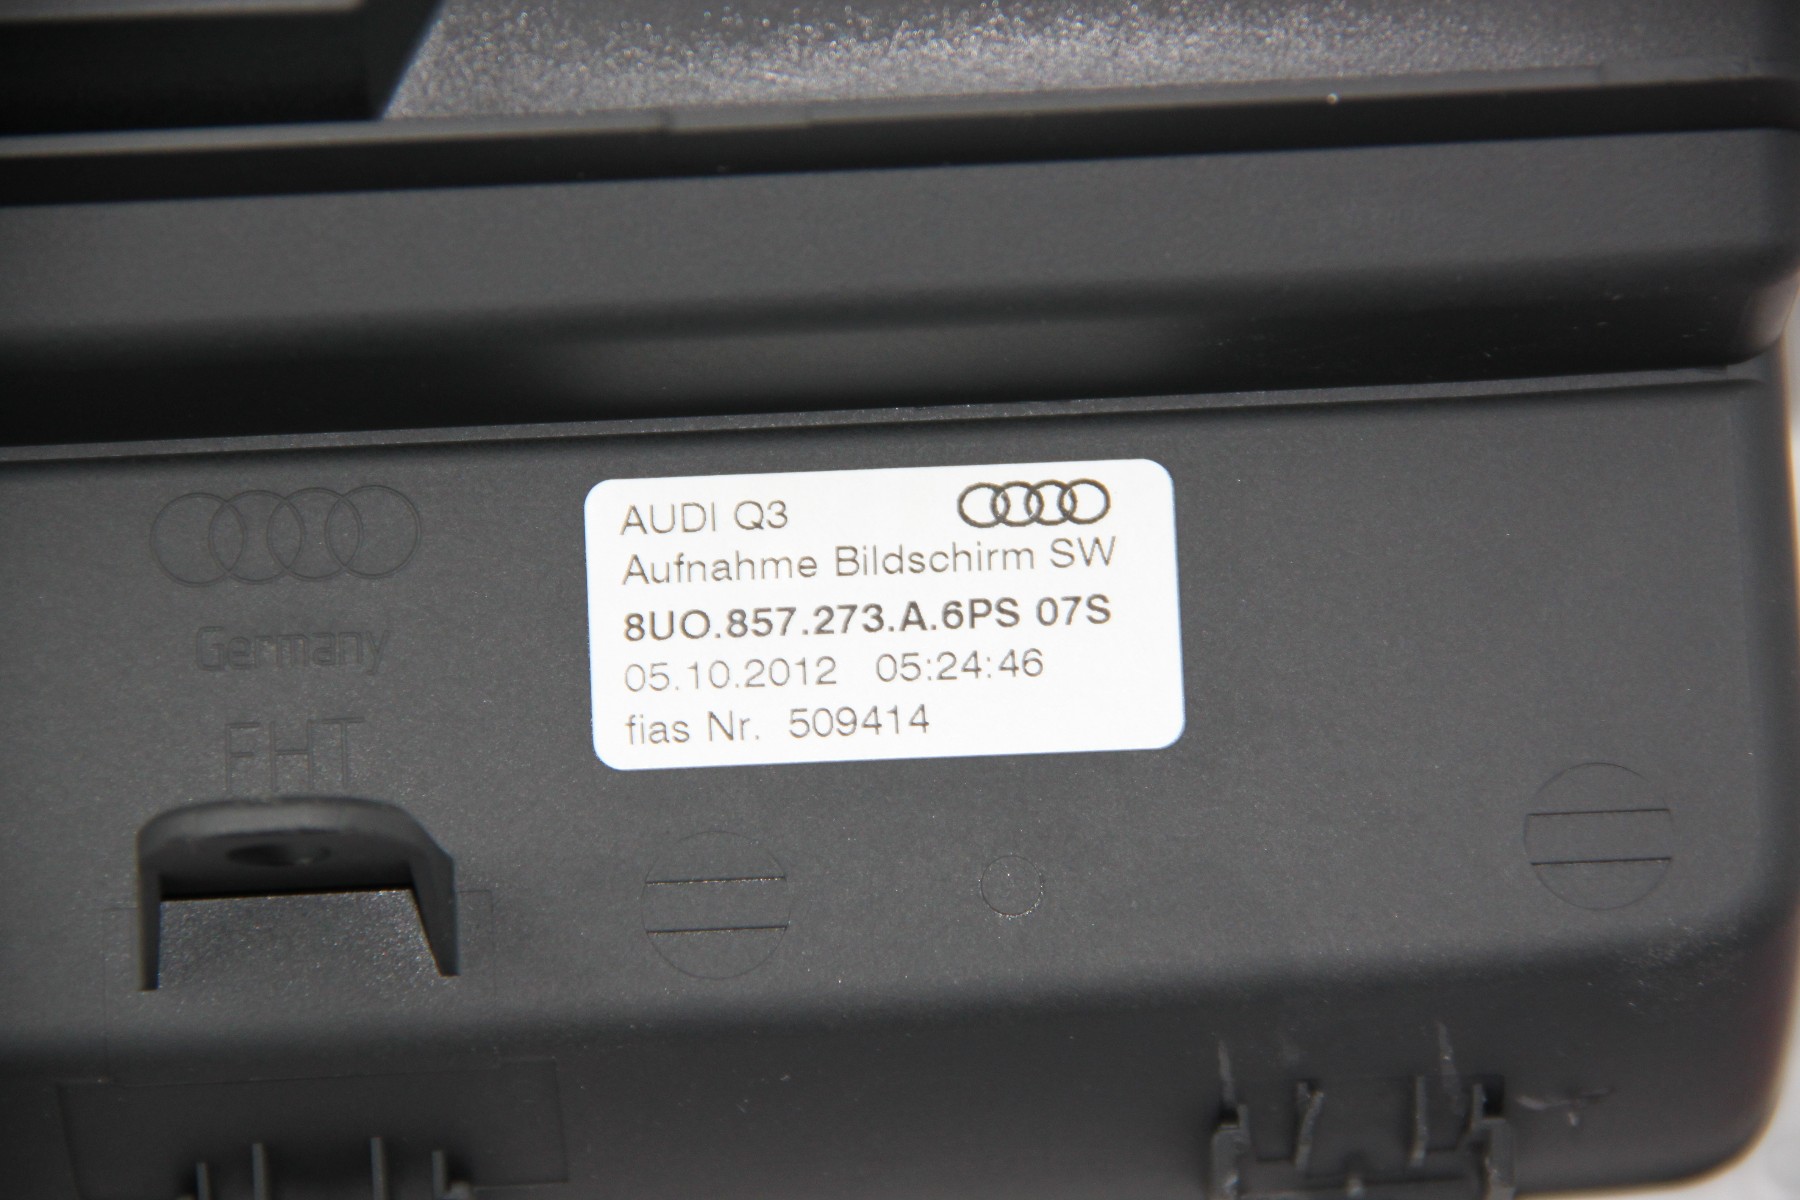 AUDI Q3
Aufnahme Bildschirm SW
8UO.857.273.A.6PS 07S
05.10.2012 05:24:46
fias Nr. 509414
Germany
FHT